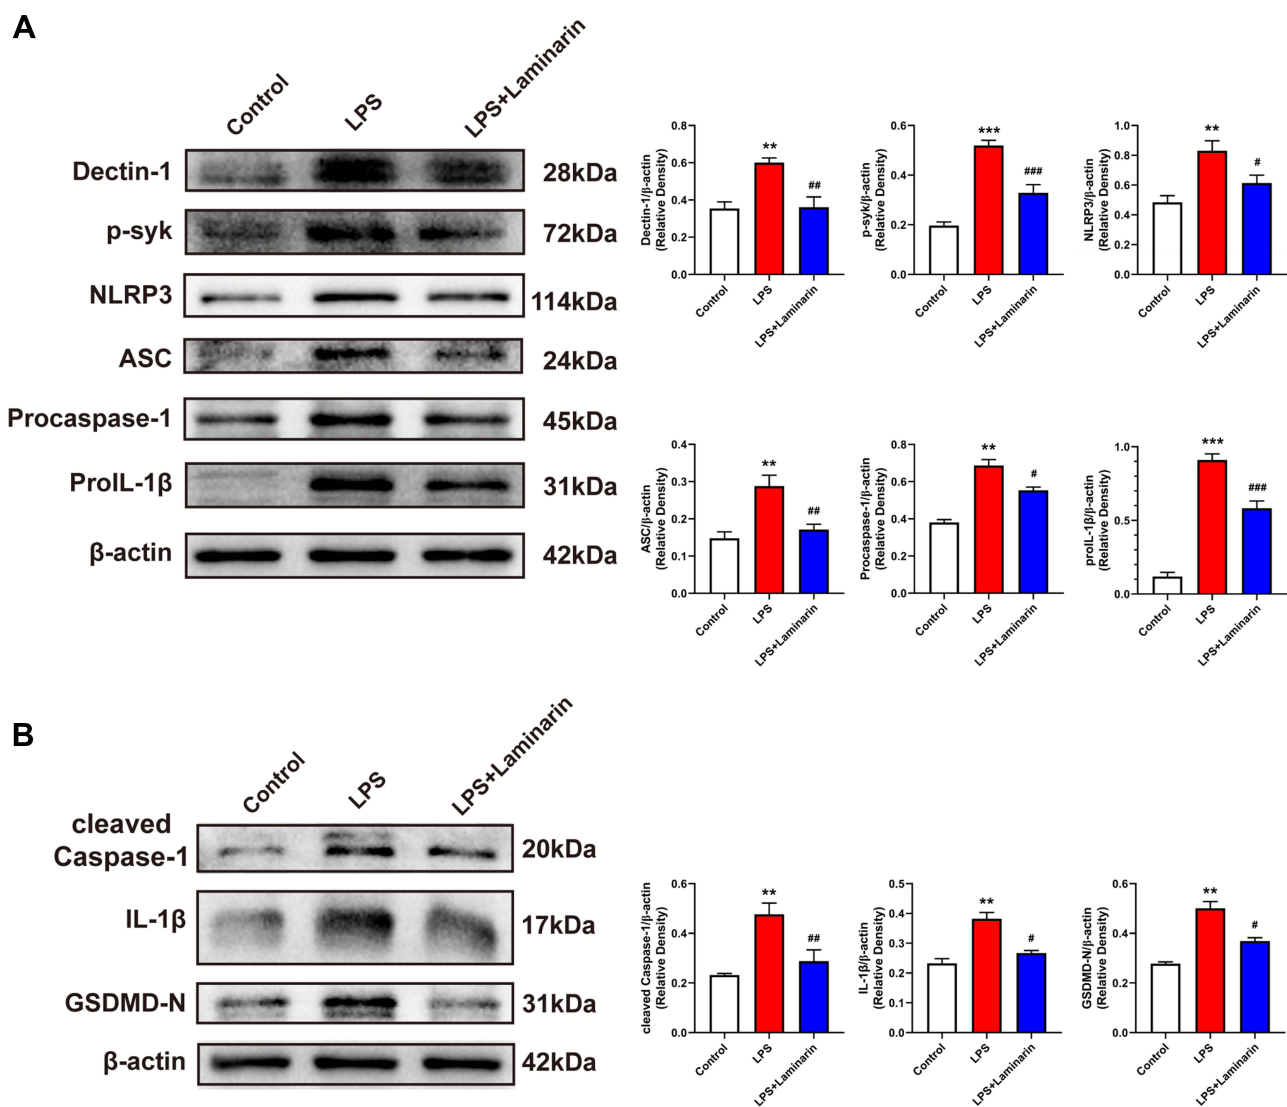 A
Control
LPS
LPS+Laminarin
Dectin-1
28kDa
p-syk
72kDa
NLRP3
114kDa
ASC
24kDa
Procaspase-1
45kDa
ProIL-1β
31kDa
β-actin
42kDa
Dectin-1/β-actin
(Relative Density)
0.8
0.6
0.4
0.2
0.0
**
##
Control
LPS
LPS+Laminarin
p-syk/β-actin
(Relative Density)
0.6
0.4
0.2
0.0
***
###
Control
LPS
LPS+Laminarin
NLRP3/β-actin
(Relative Density)
1.0
0.8
0.6
0.4
0.2
0.0
**
#
Control
LPS
LPS+Laminarin
ASC/β-actin
(Relative Density)
0.4
0.3
0.2
0.1
0.0
**
##
Control
LPS
LPS+Laminarin
Procaspase-1/β-actin
(Relative Density)
0.8
0.6
0.4
0.2
0.0
**
#
Control
LPS
LPS+Laminarin
proIL-1β/β-actin
(Relative Density)
1.0
0.5
0.0
***
###
Control
LPS
LPS+Laminarin
B
Control
LPS
LPS+Laminarin
cleaved
Caspase-1
20kDa
IL-1β
17kDa
GSDMD-N
31kDa
β-actin
42kDa
cleaved Caspase-1/β-actin
(Relative Density)
0.6
0.4
0.2
0.0
**
##
Control
LPS
LPS+Laminarin
IL-1β/β-actin
(Relative Density)
0.5
0.4
0.3
0.2
0.1
0.0
**
#
Control
LPS
LPS+Laminarin
GSDMD-N/β-actin
(Relative Density)
0.6
0.4
0.2
0.0
**
#
Control
LPS
LPS+Laminarin